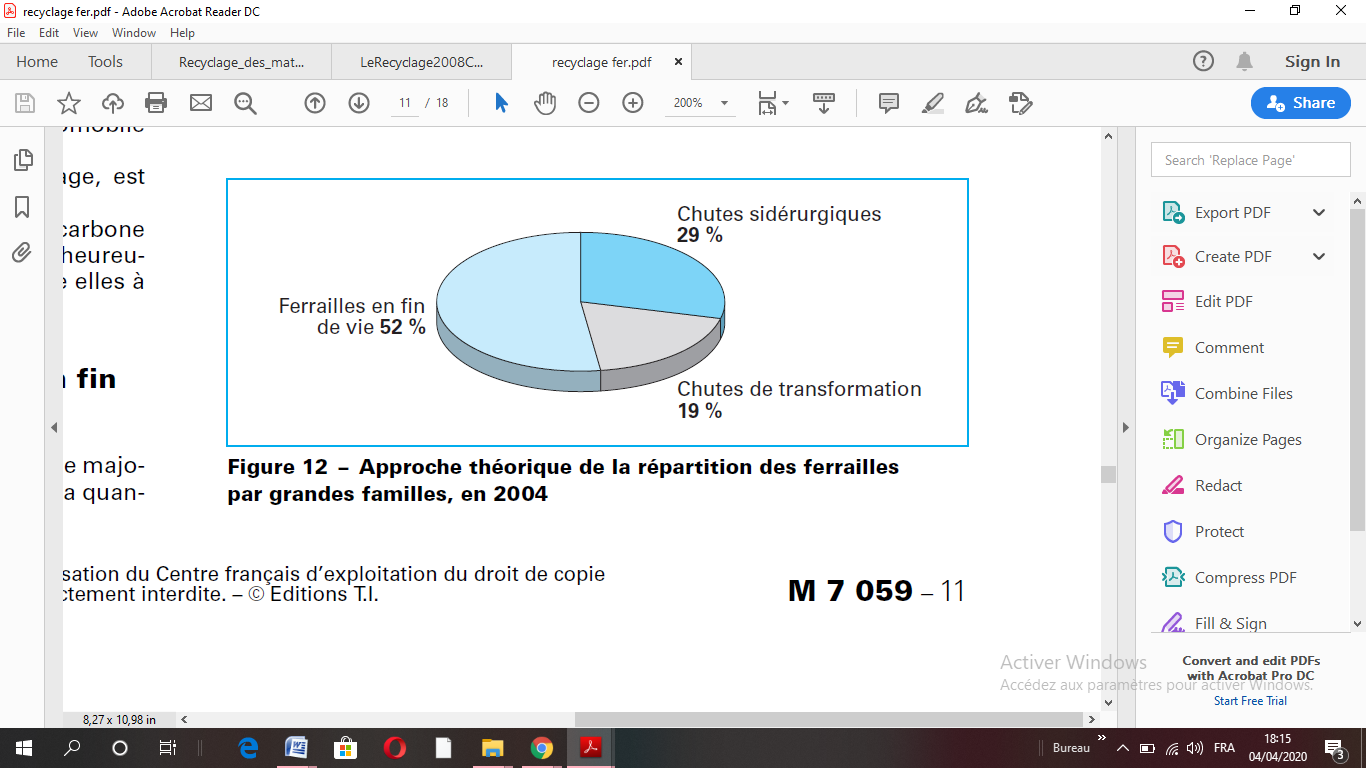 recyclage fer.pdf - Adobe Acrobat Reader DC
File Edit View Window Help
Home Tools Recyclage_des_mat... LeRecyclage2008C... recyclage fer.pdf Sign In
11 / 18 200% Share
age, est
carbone
heureu-
elles à
fin
e majo-
a quan-
Chutes sidérurgiques
29 %
Ferrailles en fin
de vie 52 %
Chutes de transformation
19 %
Figure 12 – Approche théorique de la répartition des ferrailles
par grandes familles, en 2004
sation du Centre français d’exploitation du droit de copie
ctement interdite. – © Editions T.I.
M 7 059 – 11
8,27 x 10,98 in
Search 'Replace Page'
Export PDF
Create PDF
Edit PDF
Comment
Combine Files
Organize Pages
Redact
Protect
Compress PDF
Fill & Sign
Convert and edit PDFs
with Acrobat Pro DC
Start Free Trial
Activer Windows
Accédez aux paramètres pour activer Windows.
Bureau FRA 18:15
04/04/2020 3